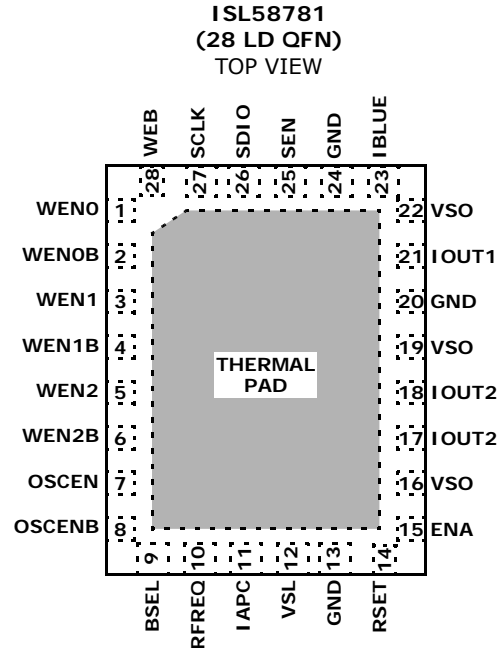 ISL58781
(28 LD QFN)
TOP VIEW
WEB
SCLK
SDIO
SEN
GND
IBLUE
28
27
26
25
24
23
WEN0 1
WEN0B 2
WEN1 3
WEN1B 4
WEN2 5
WEN2B 6
OSCEN 7
OSCENB 8
THERMAL
PAD
22 VSO
21 IOUT1
20 GND
19 VSO
18 IOUT2
17 IOUT2
16 VSO
15 ENA
9
10
11
12
13
14
BSEL
RFREQ
IAPC
VSL
GND
RSET